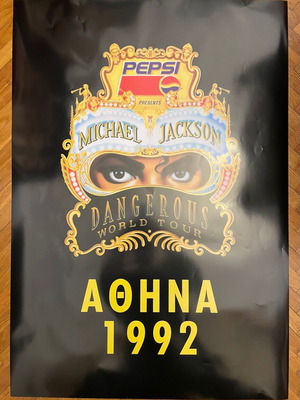 PEPSI
PRESENTS
MICHAEL JACKSON
DANGEROUS
WORLD TOUR
ΑΘΗΝΑ
1992